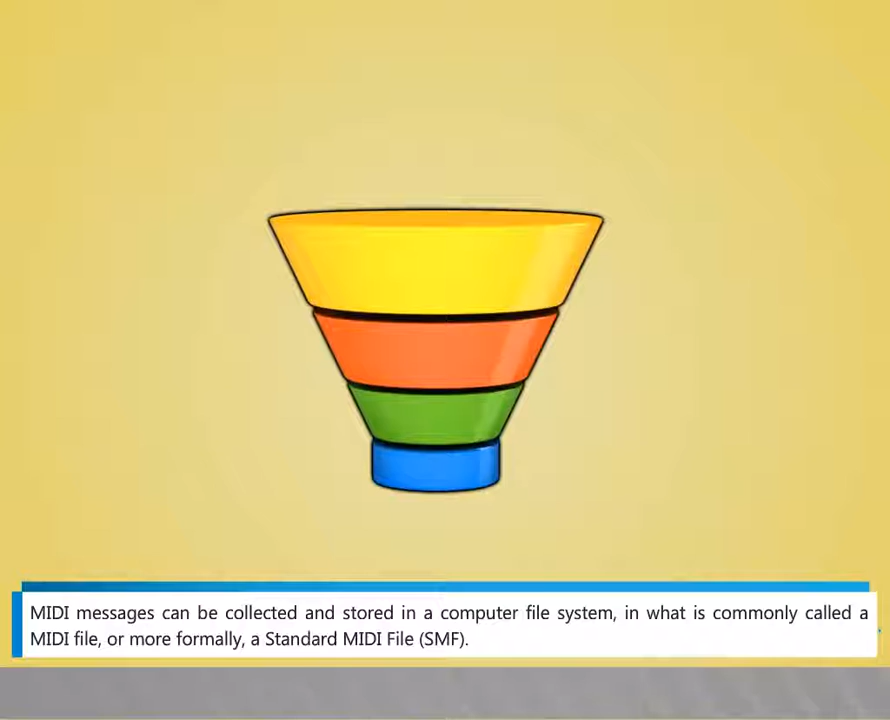 MIDI messages can be collected and stored in a computer file system, in what is commonly called a
MIDI file, or more formally, a Standard MIDI File (SMF).